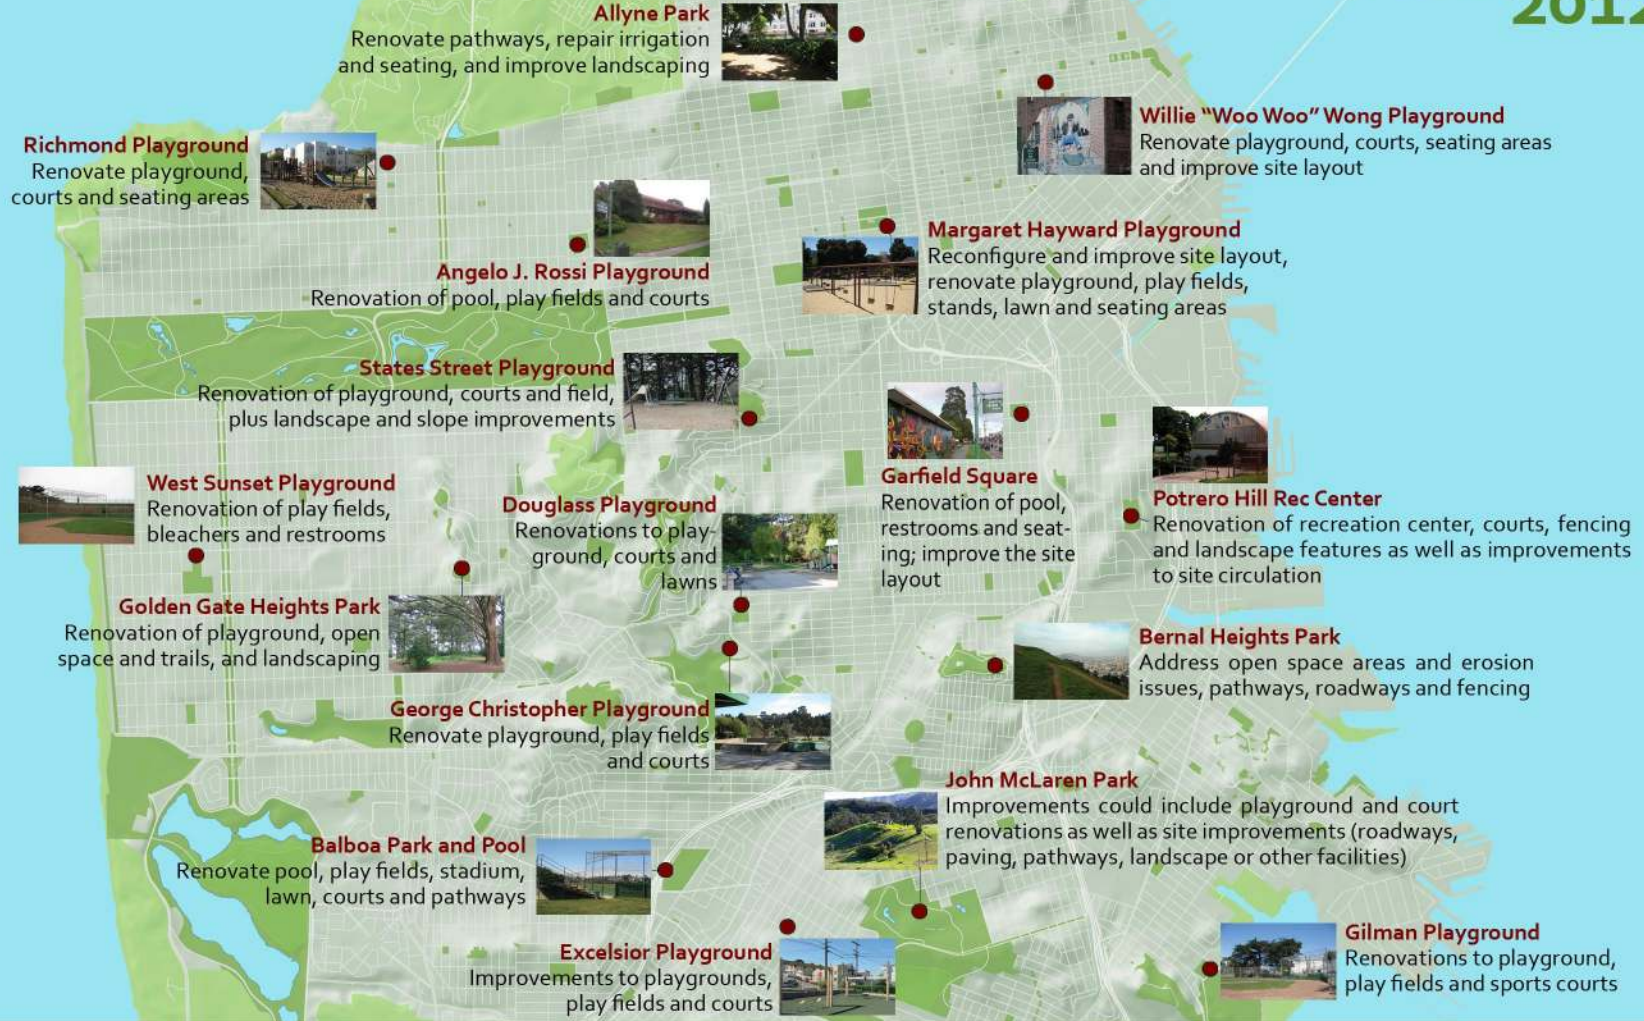 2012
Allyne Park
Renovate pathways, repair irrigation
and seating, and improve landscaping
Willie “Woo Woo” Wong Playground
Renovate playground, courts, seating areas
and improve site layout
Richmond Playground
Renovate playground,
courts and seating areas
Margaret Hayward Playground
Reconfigure and improve site layout,
renovate playground, play fields,
stands, lawn and seating areas
Angelo J. Rossi Playground
Renovation of pool, play fields and courts
States Street Playground
Renovation of playground, courts and field,
plus landscape and slope improvements
Garfield Square
Renovation of pool,
restrooms and seat-
ing; improve the site
layout
West Sunset Playground
Renovation of play fields,
bleachers and restrooms
Douglass Playground
Renovations to play-
ground, courts and
lawns
Potrero Hill Rec Center
Renovation of recreation center, courts, fencing
and landscape features as well as improvements
to site circulation
Golden Gate Heights Park
Renovation of playground, open
space and trails, and landscaping
Bernal Heights Park
Address open space areas and erosion
issues, pathways, roadways and fencing
George Christopher Playground
Renovate playground, play fields
and courts
John McLaren Park
Improvements could include playground and court
renovations as well as site improvements (roadways,
paving, pathways, landscape or other facilities)
Balboa Park and Pool
Renovate pool, play fields, stadium,
lawn, courts and pathways
Excelsior Playground
Improvements to playgrounds,
play fields and courts
Gilman Playground
Renovations to playground,
play fields and sports courts